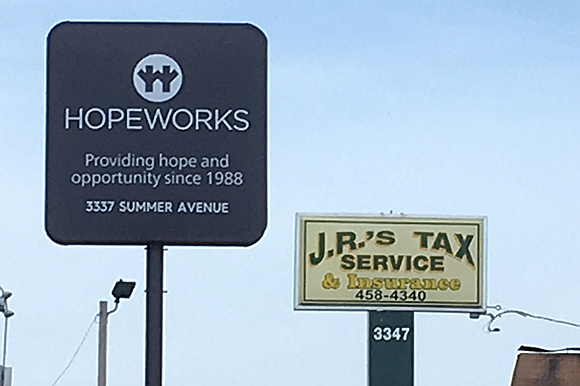 HOPEWORKS
Providing hope and
opportunity since 1988
3337 SUMMER AVENUE
J.R.'S TAX
SERVICE
& Insurance
458-4340
3347